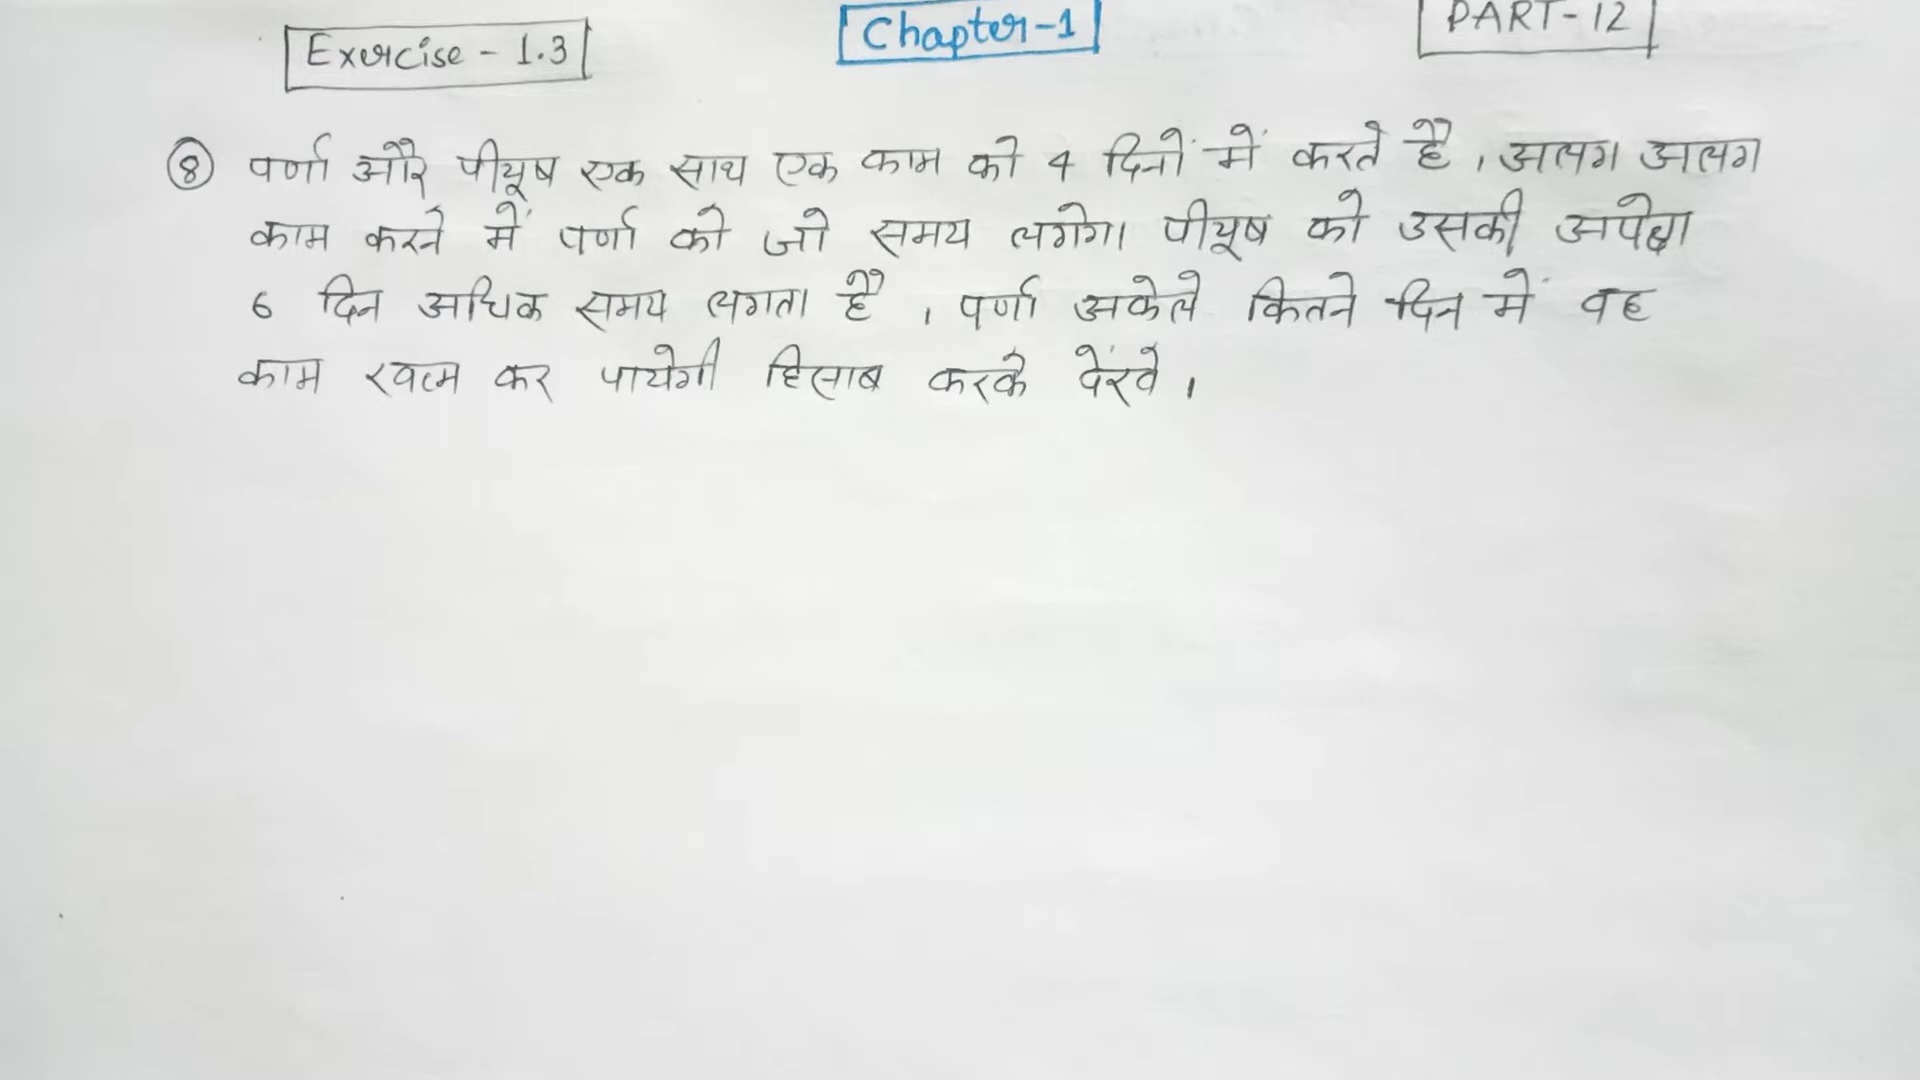 Exercise - 1.3
Chapter-1
PART-12
⑧ पर्णा और पीयूष एक साथ एक काम को 4 दिनों में करते है । अलग अलग
काम करने में पर्णा को जो समय लगेगा पीयूष को उसकी अपेक्षा
6 दिन अधिक समय लगता है । पर्णा अकेले कितने दिन में वह
काम खत्म कर पायेगी हिसाब करके देंखें ।